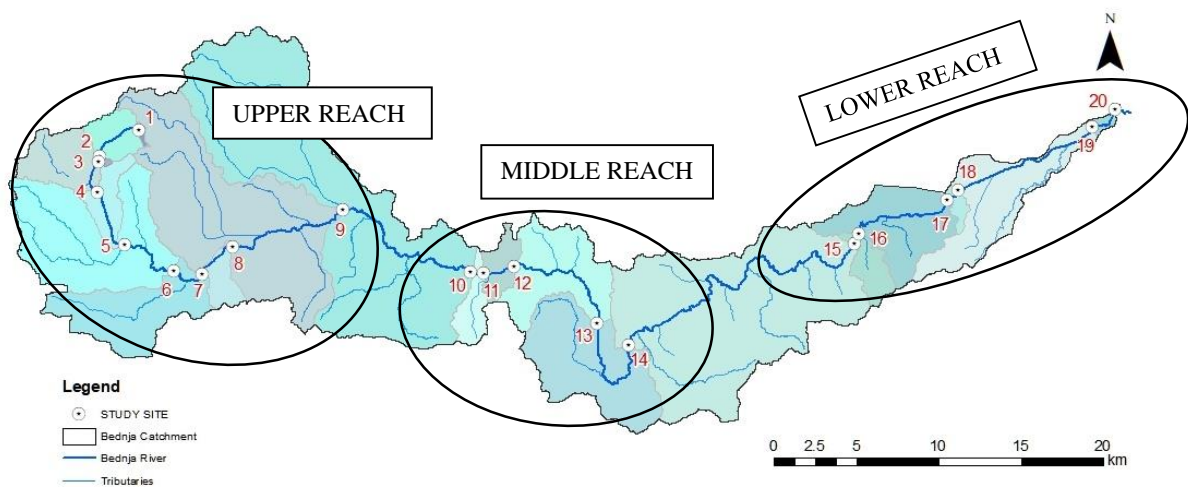 N
LOWER REACH
UPPER REACH
MIDDLE REACH
1
2
3
4
5
6
7
8
9
10
11
12
13
14
15
16
17
18
19
20
Legend
STUDY SITE
Bednja Catchment
Bednja River
Tributaries
0 2.5 5 10 15 20
km